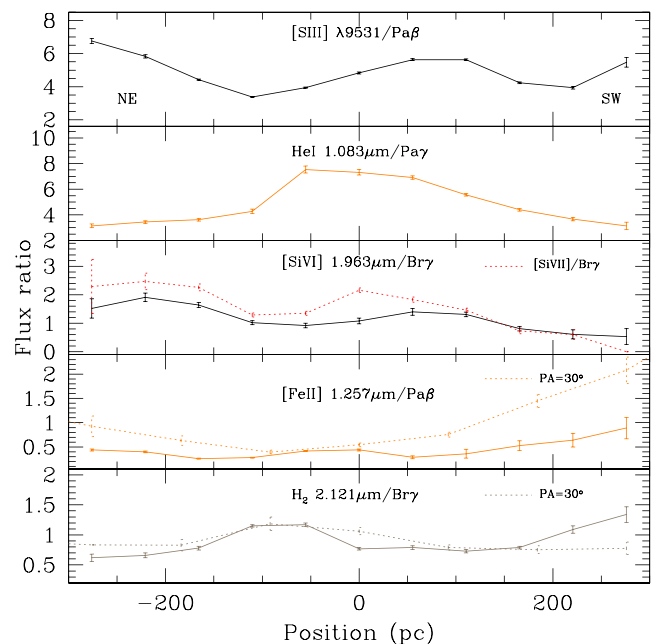 8
6
4
2
[SIII] λ9531/Paβ
NE
SW
10
8
6
4
2
HeI 1.083μm/Paγ
3
2
1
0
[SiVI] 1.963μm/Brγ
[SiVII]/Brγ
2
1.5
1
0.5
[FeII] 1.257μm/Paβ
PA=30°
2
1.5
1
0.5
H₂ 2.121μm/Brγ
PA=30°
Flux ratio
−200
0
200
Position (pc)